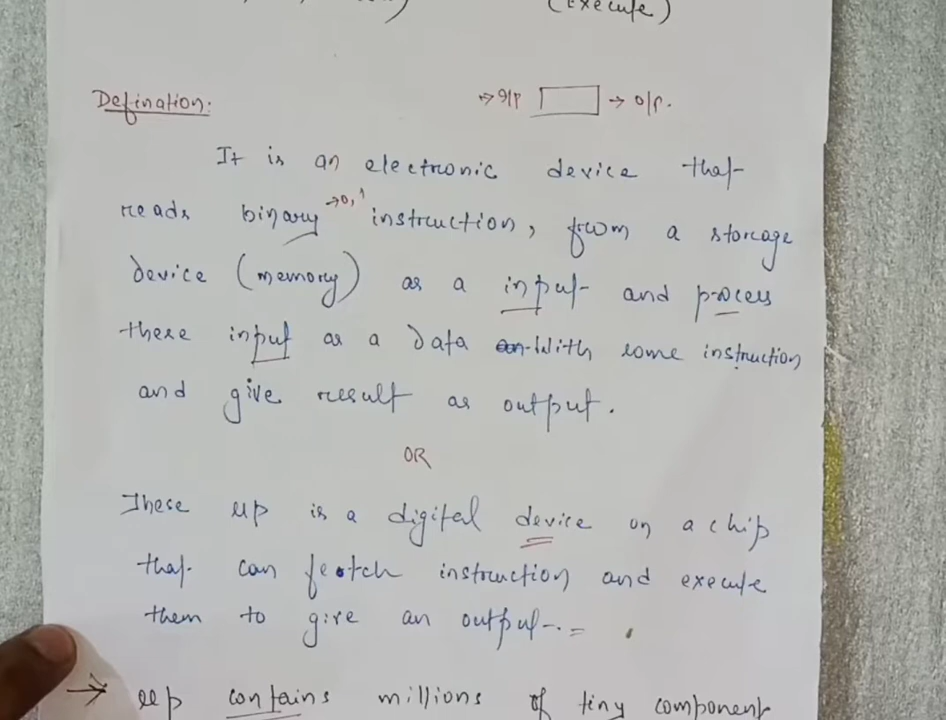 (Execute)
Defination:
→ I/P → O/P.
It is an electronic device that
reads binary →0,1 instruction, from a storage
device (memory) as a input and process
these input as a data with some instruction
and give result as output.
OR
These up is a digital device on a chip
that can fetch instruction and execute
them to give an output.
→ up contains millions of tiny component